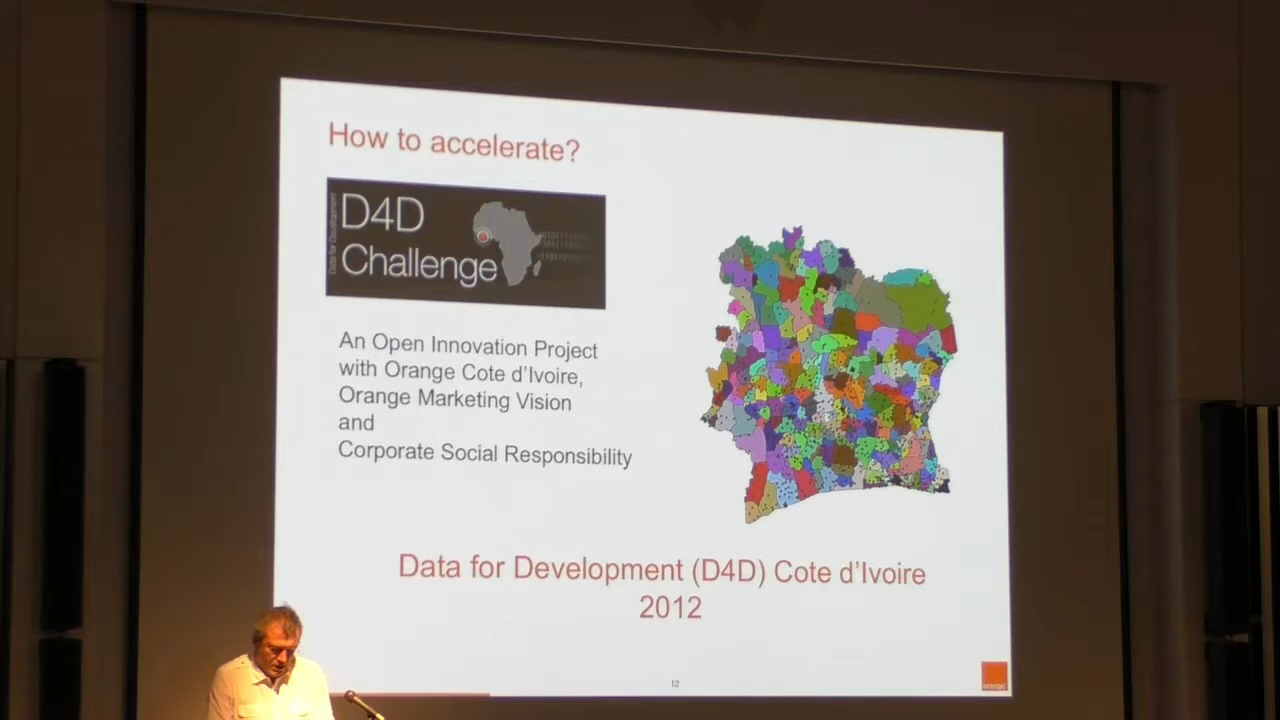 How to accelerate?
Data for Development
D4D
Challenge
An Open Innovation Project
with Orange Cote d'Ivoire,
Orange Marketing Vision
and
Corporate Social Responsibility
Data for Development (D4D) Cote d'Ivoire
2012
12
orange